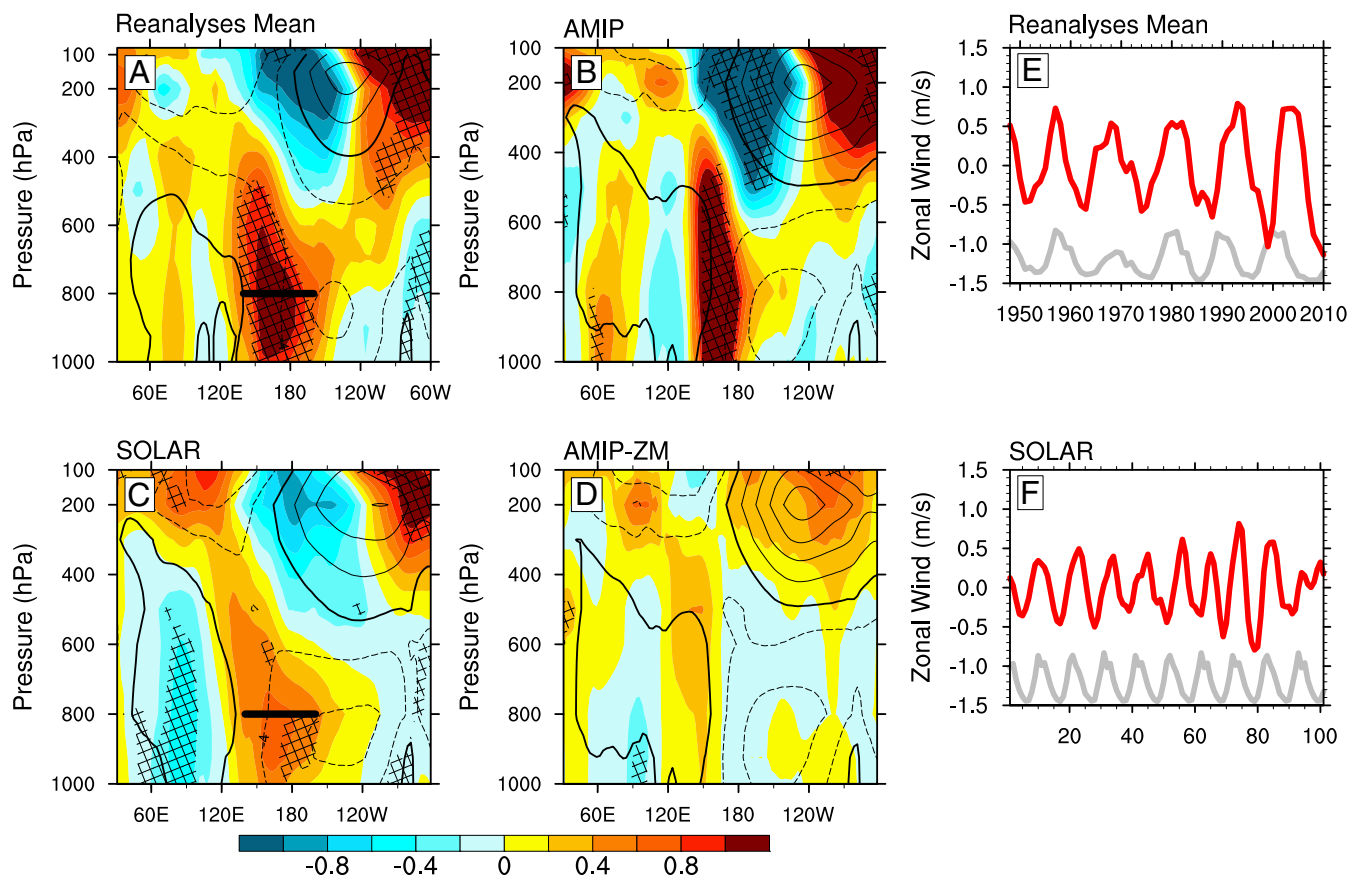 Reanalyses Mean
A
Pressure (hPa)
100
200
400
600
800
1000
60E
120E
180
120W
60W
AMIP
B
Pressure (hPa)
100
200
400
600
800
1000
60E
120E
180
120W
Reanalyses Mean
E
Zonal Wind (m/s)
1.5
1.0
0.5
0.0
-0.5
-1.0
-1.5
1950 1960 1970 1980 1990 2000 2010
SOLAR
C
Pressure (hPa)
100
200
400
600
800
1000
60E
120E
180
120W
AMIP-ZM
D
Pressure (hPa)
100
200
400
600
800
1000
60E
120E
180
120W
SOLAR
F
Zonal Wind (m/s)
1.5
1.0
0.5
0.0
-0.5
-1.0
-1.5
20 40 60 80 100
-0.8 -0.4 0 0.4 0.8